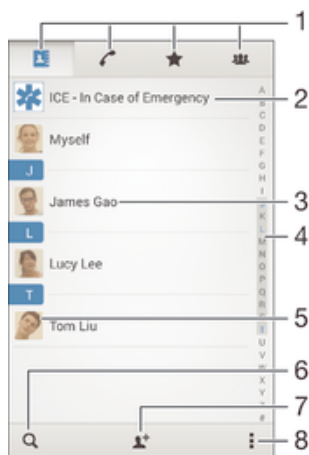 1
ICE - In Case of Emergency
2
Myself
J
James Gao
3
L
4
Lucy Lee
T
5
Tom Liu
6
7
8
A
B
C
D
E
F
G
H
I
J
K
L
M
N
O
P
Q
R
S
T
U
V
W
X
Y
Z
#